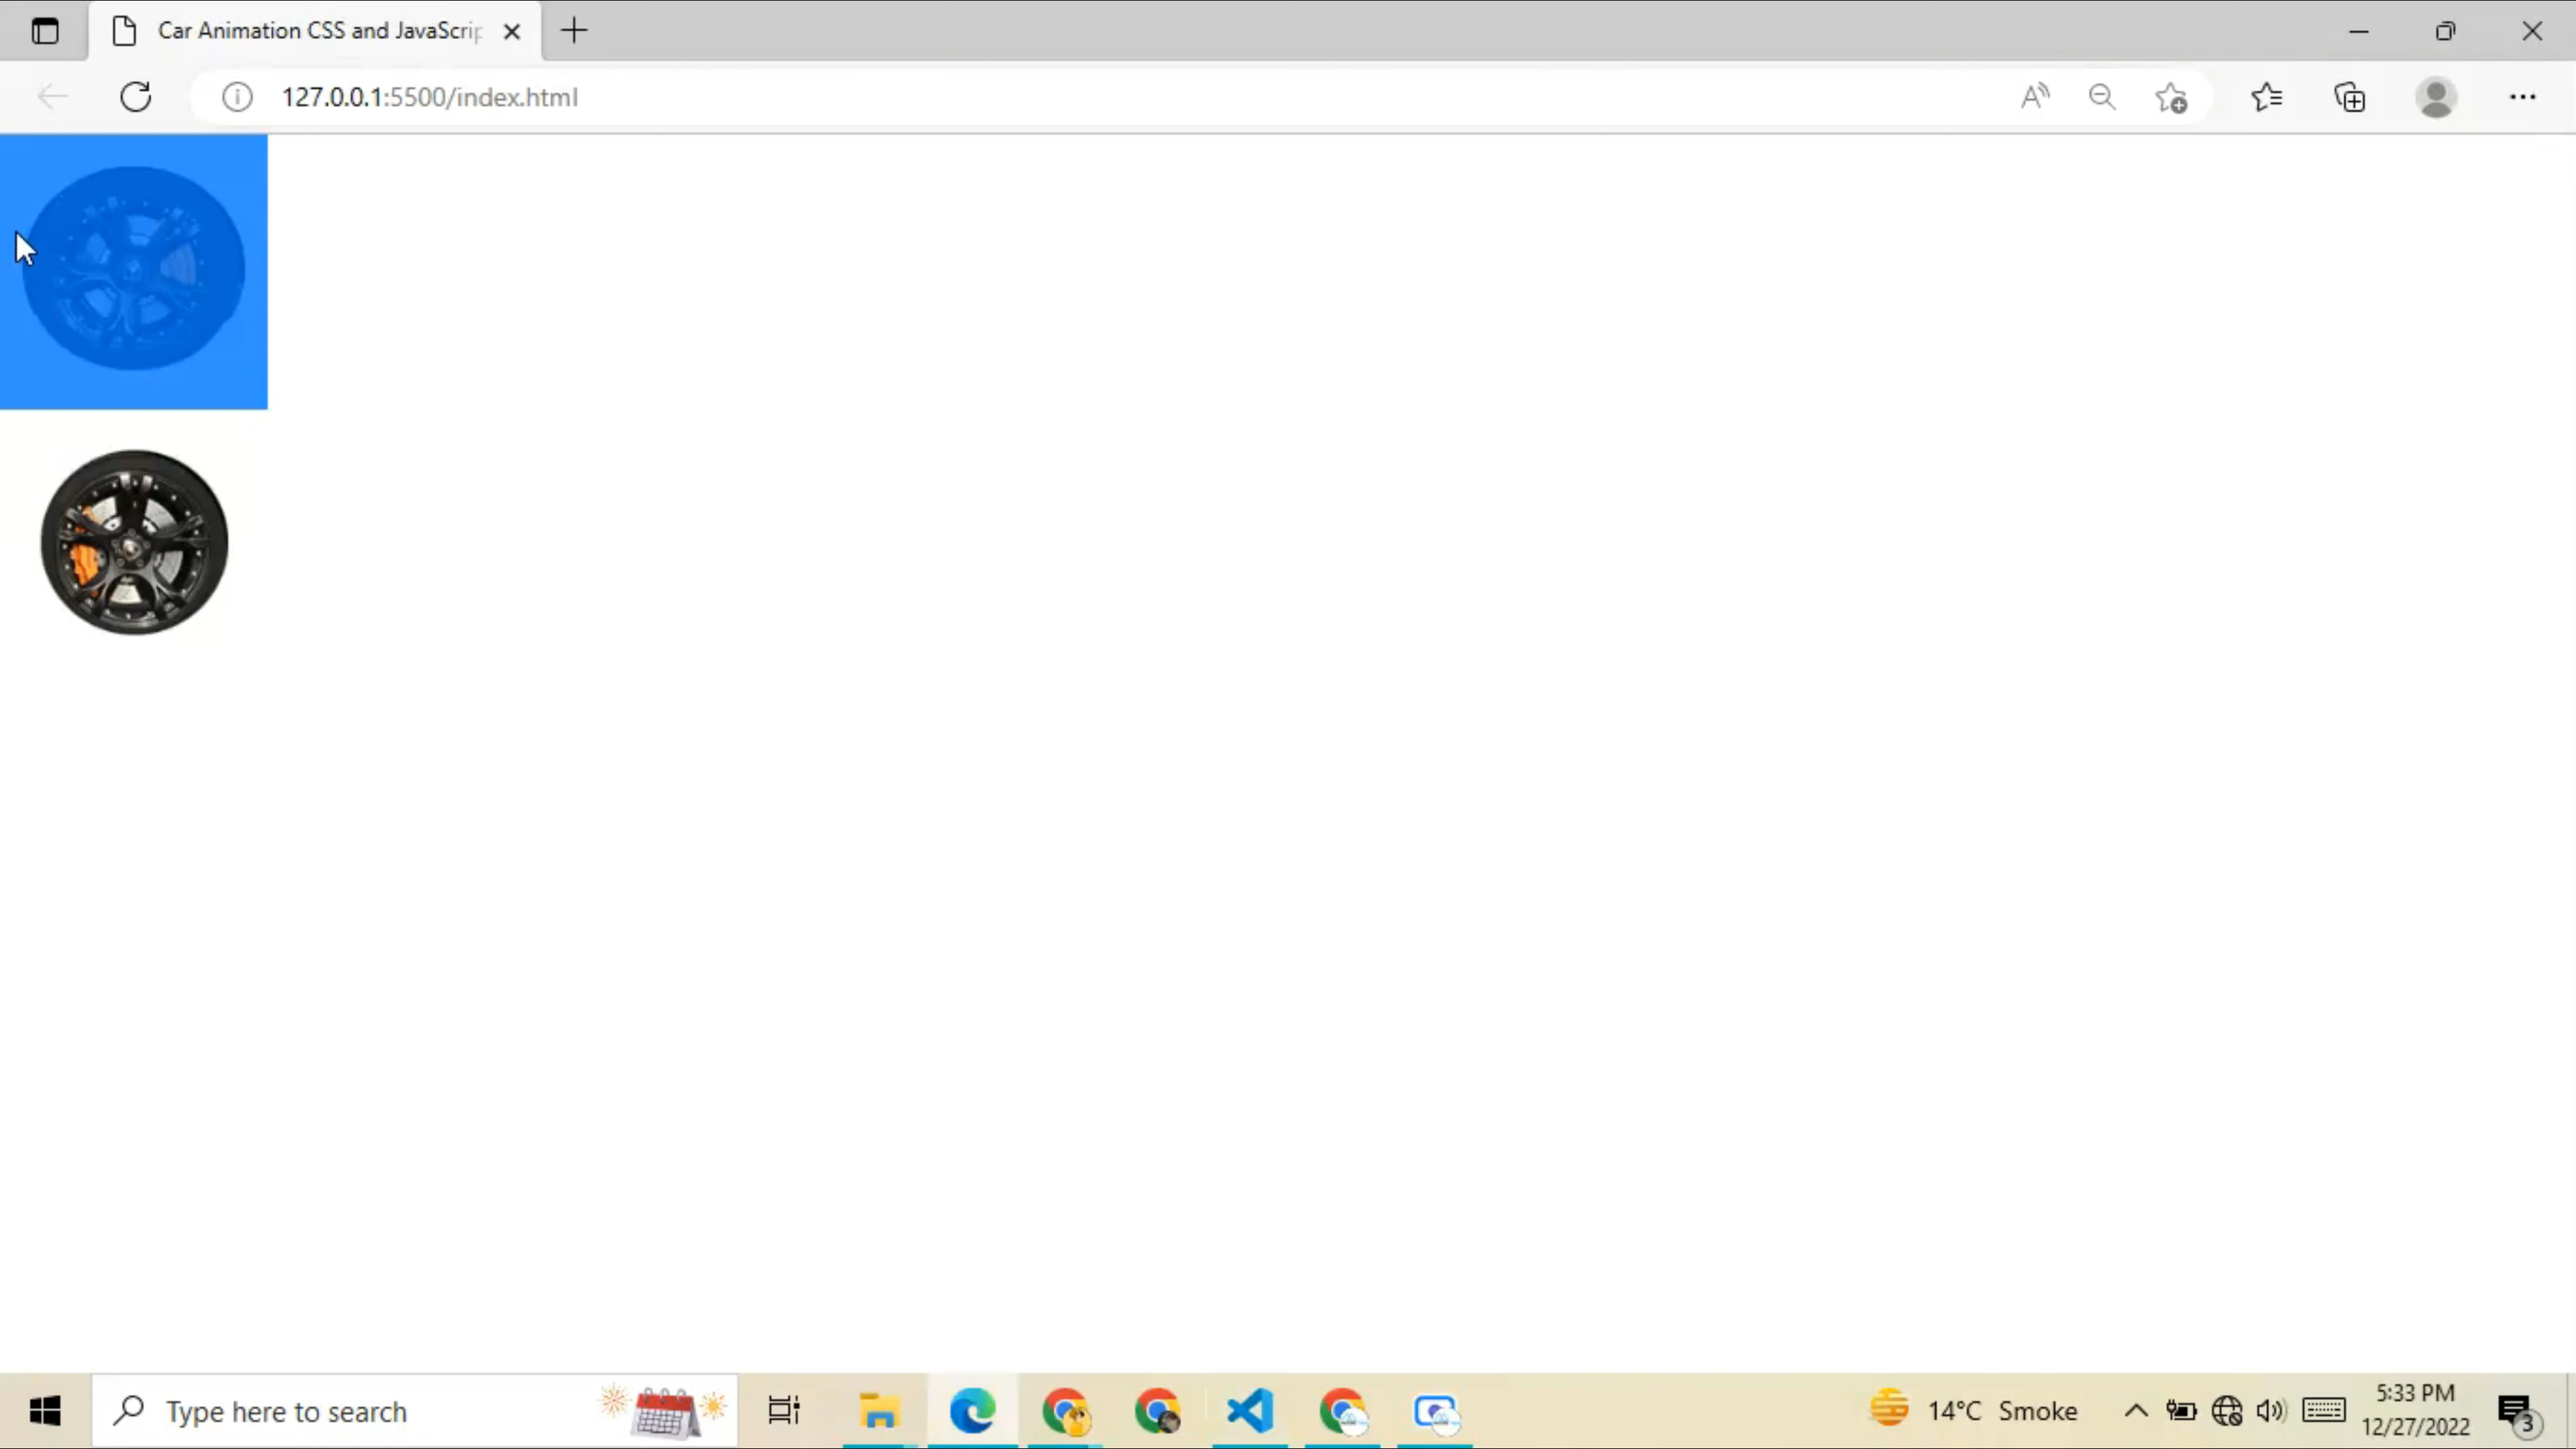 Car Animation CSS and JavaScrip
127.0.0.1:5500/index.html
Type here to search
14°C Smoke
5:33 PM
12/27/2022
3